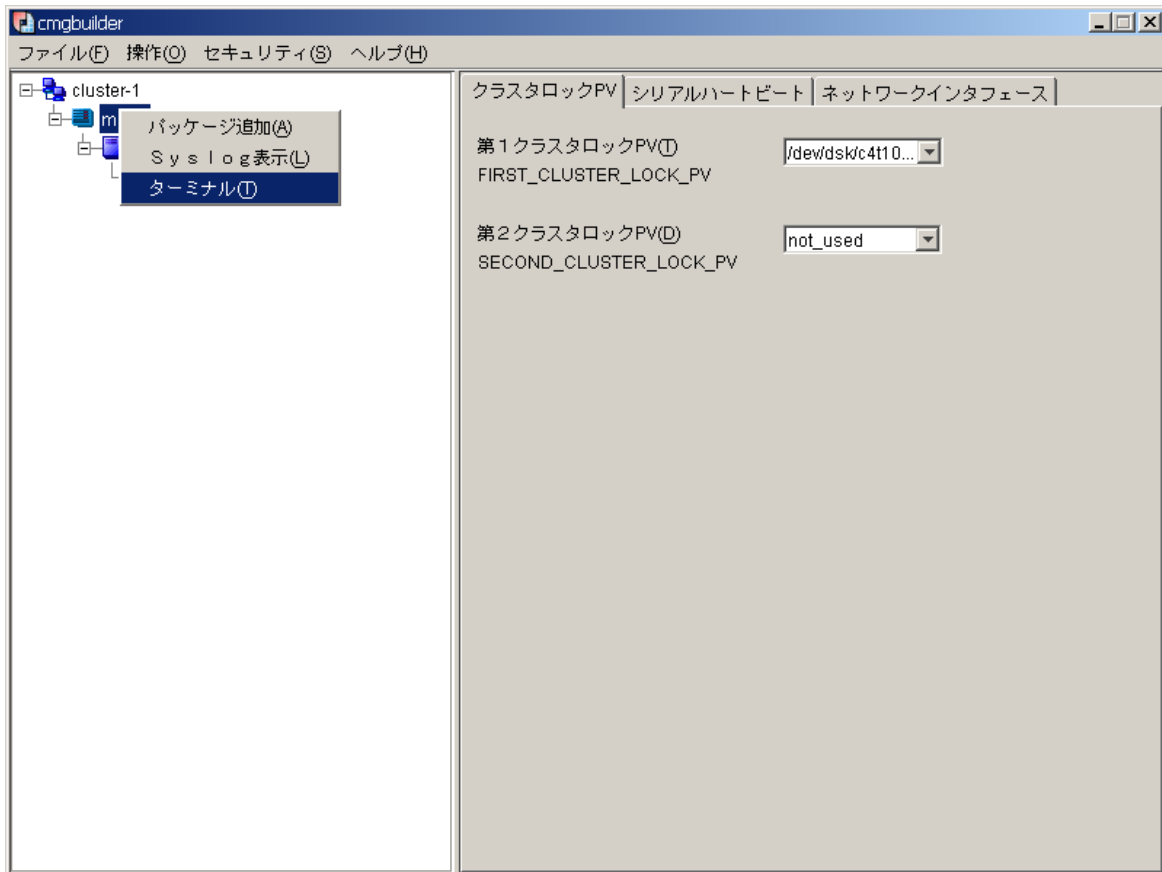 cmgbuilder
ファイル(F) 操作(O) セキュリティ(S) ヘルプ(H)
cluster-1
パッケージ追加(A)
Ｓｙｓｌｏｇ表示(L)
ターミナル(T)
クラスタロックPV シリアルハートビート ネットワークインタフェース
第１クラスタロックPV(T) /dev/dsk/c4t10...
FIRST_CLUSTER_LOCK_PV
第２クラスタロックPV(D) not_used
SECOND_CLUSTER_LOCK_PV